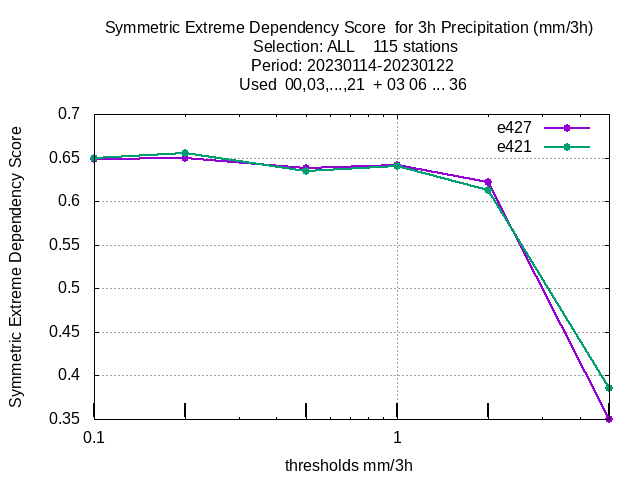 Symmetric Extreme Dependency Score  for 3h Precipitation (mm/3h)
Selection: ALL    115 stations
Period: 20230114-20230122
Used  00,03,...,21  + 03 06 ... 36
e427
e421
0.7
0.65
0.6
0.55
0.5
0.45
0.4
0.35
Symmetric Extreme Dependency Score
0.1
1
thresholds mm/3h